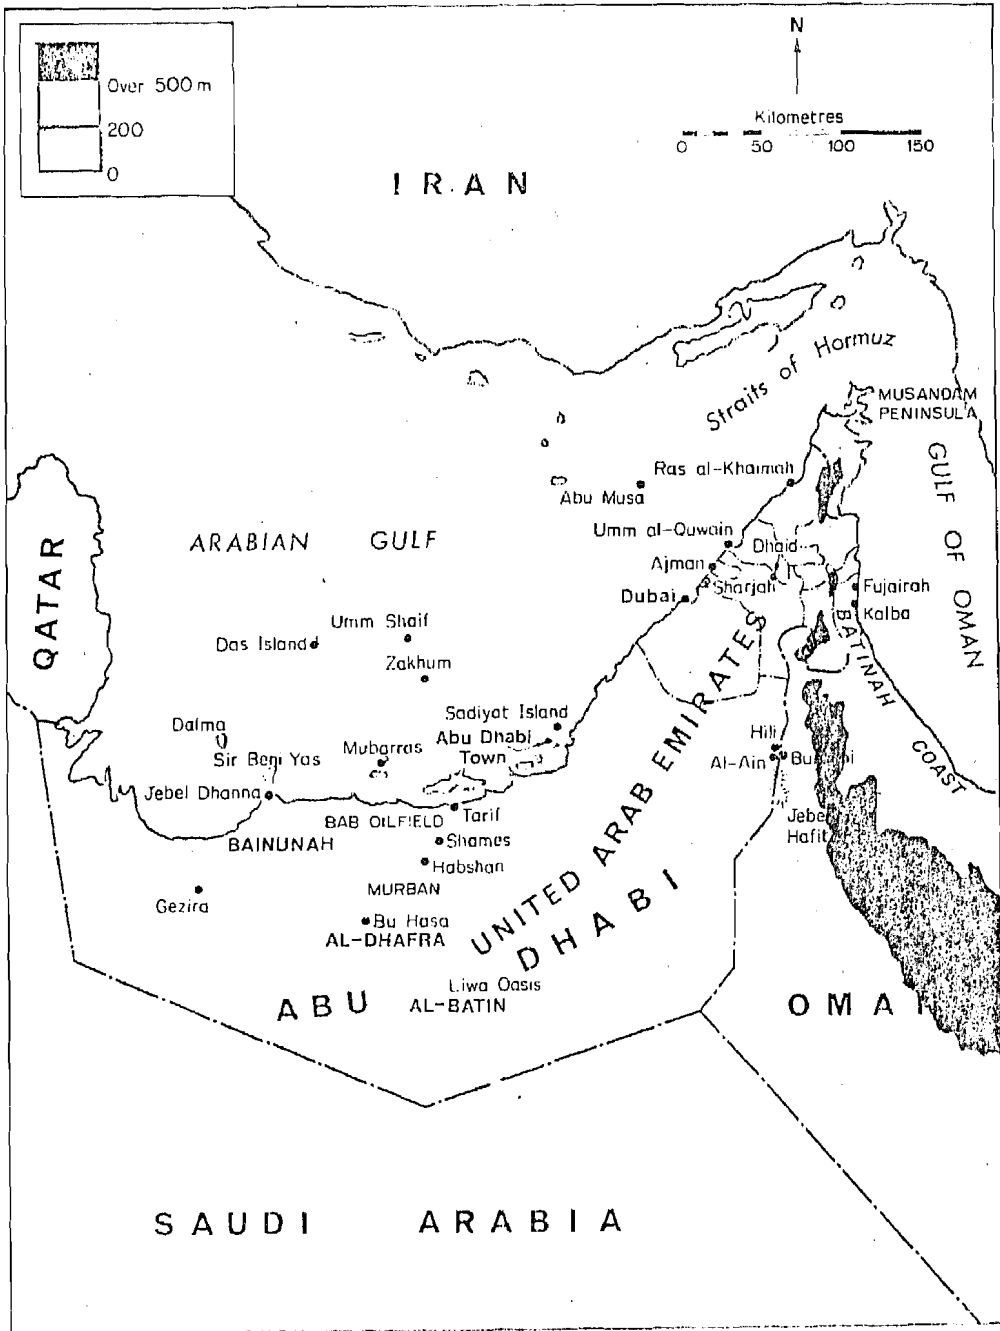 Over 500 m
200
0
N
Kilometres
0 50 100 150
IRAN
Straits of Hormuz
MUSANDAM
PENINSULA
GULF OF OMAN
Ras al-Khaimah
Abu Musa
Umm al-Quwain
Dhaid
Ajman
Sharjah
Dubai
Fujairah
Kalba
BATINAH COAST
ARABIAN GULF
QATAR
Umm Shaif
Das Island
Zakhum
Sadiyat Island
Abu Dhabi
Town
Dalma
Sir Beni Yas
Mubarras
Jebel Dhanna
BAB OILFIELD
Tarif
BAINUNAH
Shames
Habshan
MURBAN
Gezira
Bu Hasa
AL-DHAFRA
Hili
Al-Ain
Jebel
Hafit
UNITED ARAB EMIRATES
ABU DHABI
Liwa Oasis
AL-BATIN
SAUDI ARABIA